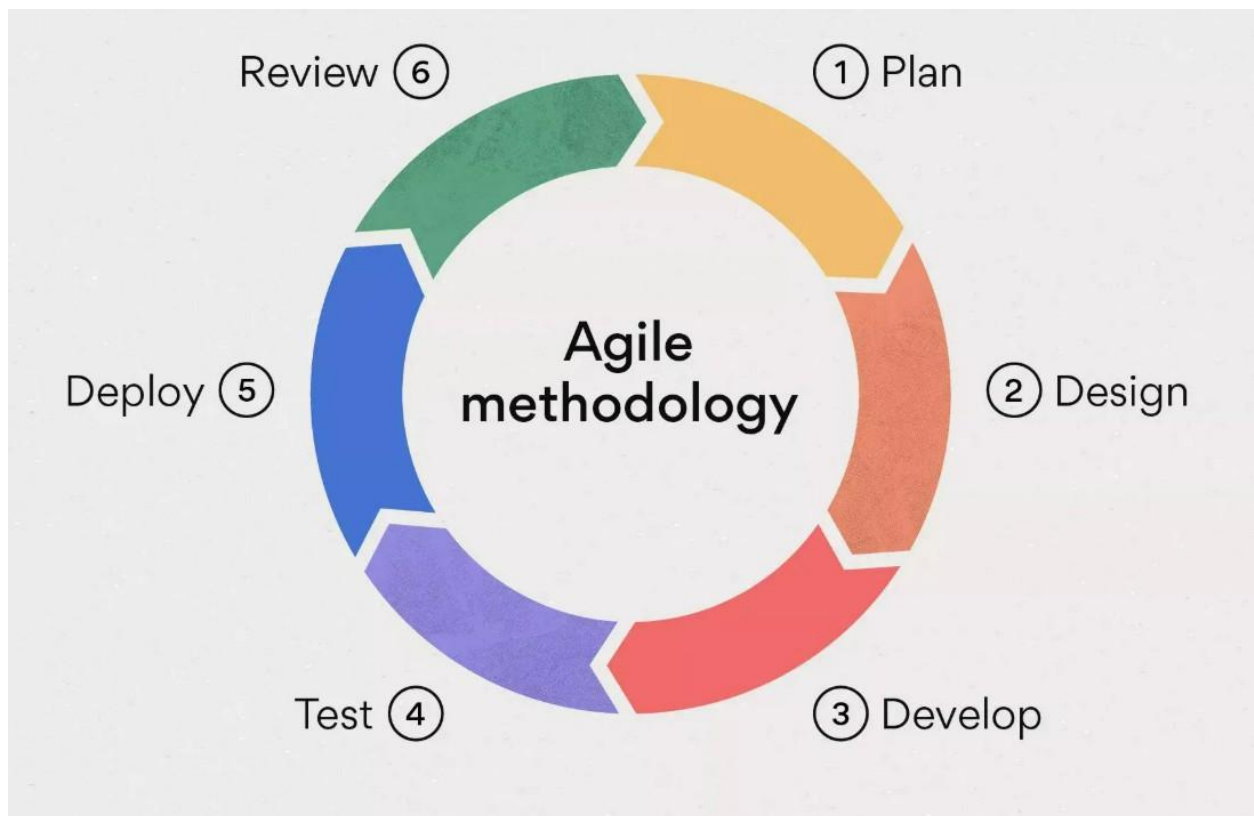 Agile
methodology
1 Plan
2 Design
3 Develop
Test 4
Deploy 5
Review 6